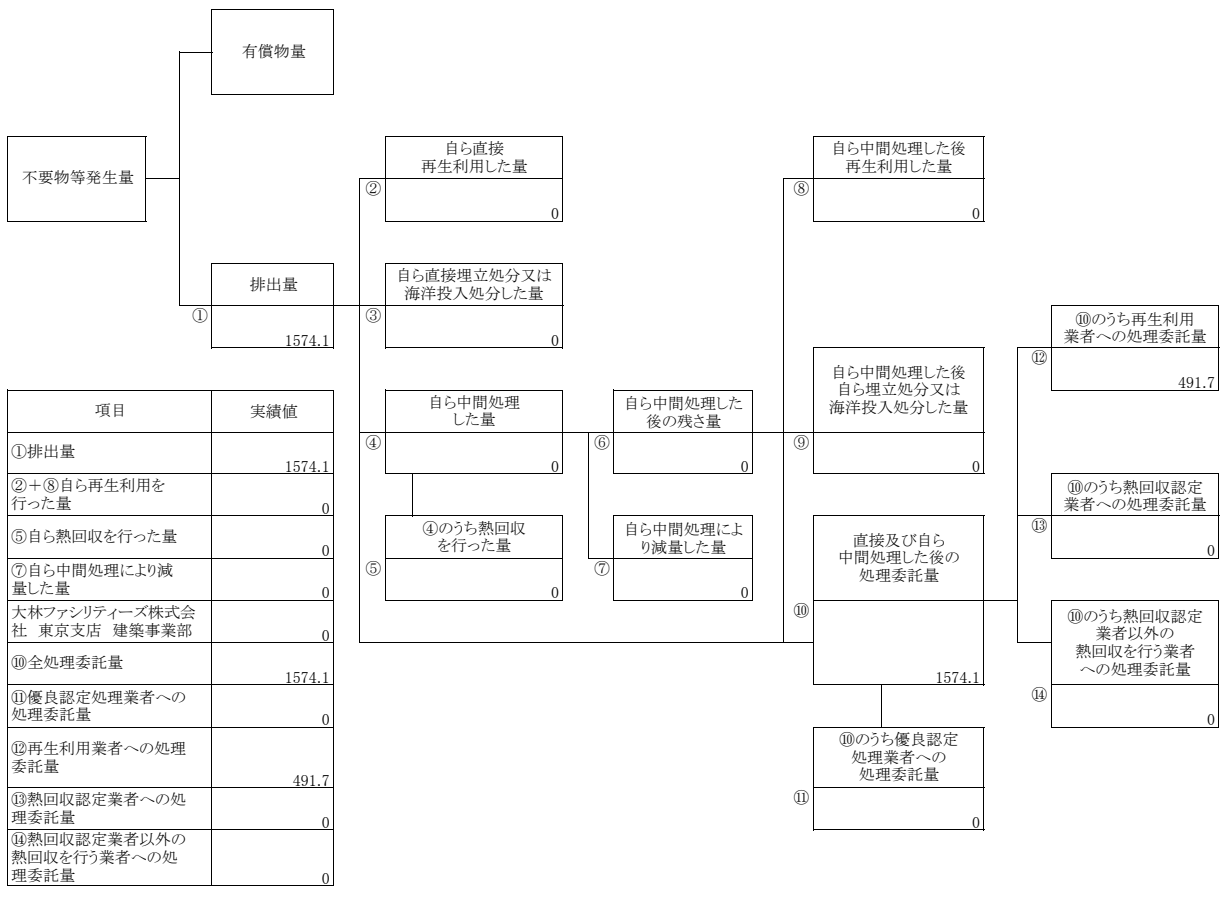 有償物量
不要物等発生量
自ら直接
再生利用した量
②
0
自ら中間処理した後
再生利用した量
⑧
0
排出量
①
1574.1
自ら直接埋立処分又は
海洋投入処分した量
③
0
⑩のうち再生利用
業者への処理委託量
⑫
491.7
自ら中間処理
した量
④
0
自ら中間処理した
後の残さ量
⑥
0
自ら中間処理した後
自ら埋立処分又は
海洋投入処分した量
⑨
0
⑩のうち熱回収認定
業者への処理委託量
⑬
0
④のうち熱回収
を行った量
⑤
0
自ら中間処理によ
り減量した量
⑦
0
直接及び自ら
中間処理した後の
処理委託量
⑩
1574.1
⑩のうち熱回収認定
業者以外の
熱回収を行う業者
への処理委託量
⑭
0
⑩のうち優良認定
処理業者への
処理委託量
⑪
0
項目 実績値
①排出量
1574.1
②＋⑧自ら再生利用を
行った量
0
⑤自ら熱回収を行った量
0
⑦自ら中間処理により減
量した量
0
大林ファシリティーズ株式会
社　東京支店　建築事業部
0
⑩全処理委託量
1574.1
⑪優良認定処理業者への
処理委託量
0
⑫再生利用業者への処理
委託量
491.7
⑬熱回収認定業者への処
理委託量
0
⑭熱回収認定業者以外の
熱回収を行う業者への処
理委託量
0